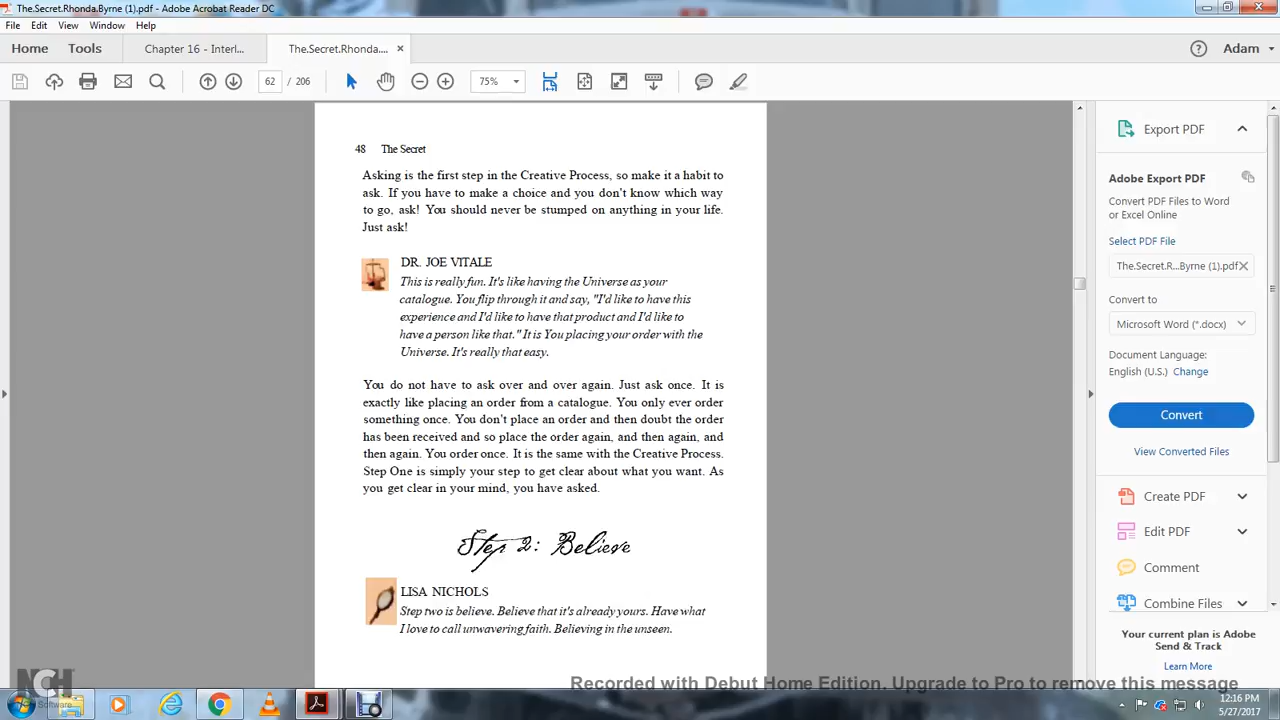 The.Secret.Rhonda.Byrne (1).pdf - Adobe Acrobat Reader DC
File Edit View Window Help
Home Tools Chapter 16 - Interl... The.Secret.Rhonda.... × Adam
62 / 206 75%
48 The Secret
Asking is the first step in the Creative Process, so make it a habit to
ask. If you have to make a choice and you don't know which way
to go, ask! You should never be stumped on anything in your life.
Just ask!
DR. JOE VITALE
This is really fun. It's like having the Universe as your
catalogue. You flip through it and say, "I'd like to have this
experience and I'd like to have that product and I'd like to
have a person like that." It is You placing your order with the
Universe. It's really that easy.
You do not have to ask over and over again. Just ask once. It is
exactly like placing an order from a catalogue. You only ever order
something once. You don't place an order and then doubt the order
has been received and so place the order again, and then again, and
then again. You order once. It is the same with the Creative Process.
Step One is simply your step to get clear about what you want. As
you get clear in your mind, you have asked.
Step 2: Believe
LISA NICHOLS
Step two is believe. Believe that it's already yours. Have what
I love to call unwavering faith. Believing in the unseen.
Export PDF
Adobe Export PDF
Convert PDF Files to Word
or Excel Online
Select PDF File
The.Secret.R...Byrne (1).pdf
Convert to
Microsoft Word (*.docx)
Document Language:
English (U.S.) Change
Convert
View Converted Files
Create PDF
Edit PDF
Comment
Combine Files
Your current plan is Adobe
Send & Track
Learn More
NCH
Software
Recorded with Debut Home Edition. Upgrade to Pro to remove this message
12:16 PM
5/27/2017